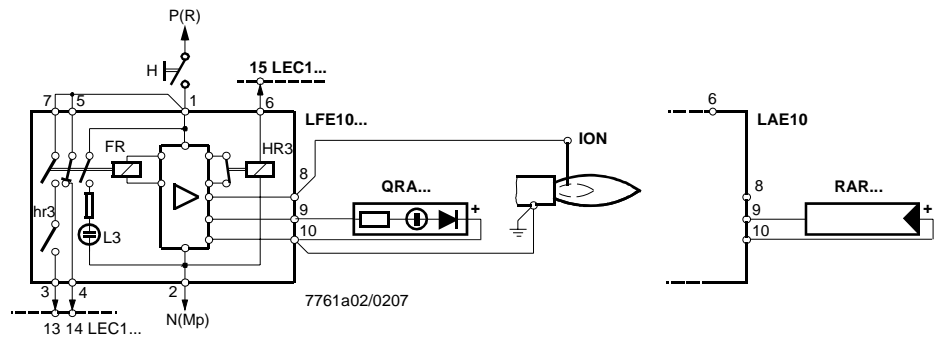 P(R)
H
15 LEC1...
7 5 1 6
LFE10...
FR
HR3
8
ION
QRA...
+
9
hr3
L3
10
3 4 2
7761a02/0207
13 14 LEC1...
N(Mp)
6
LAE10
8
RAR...
9
+
10